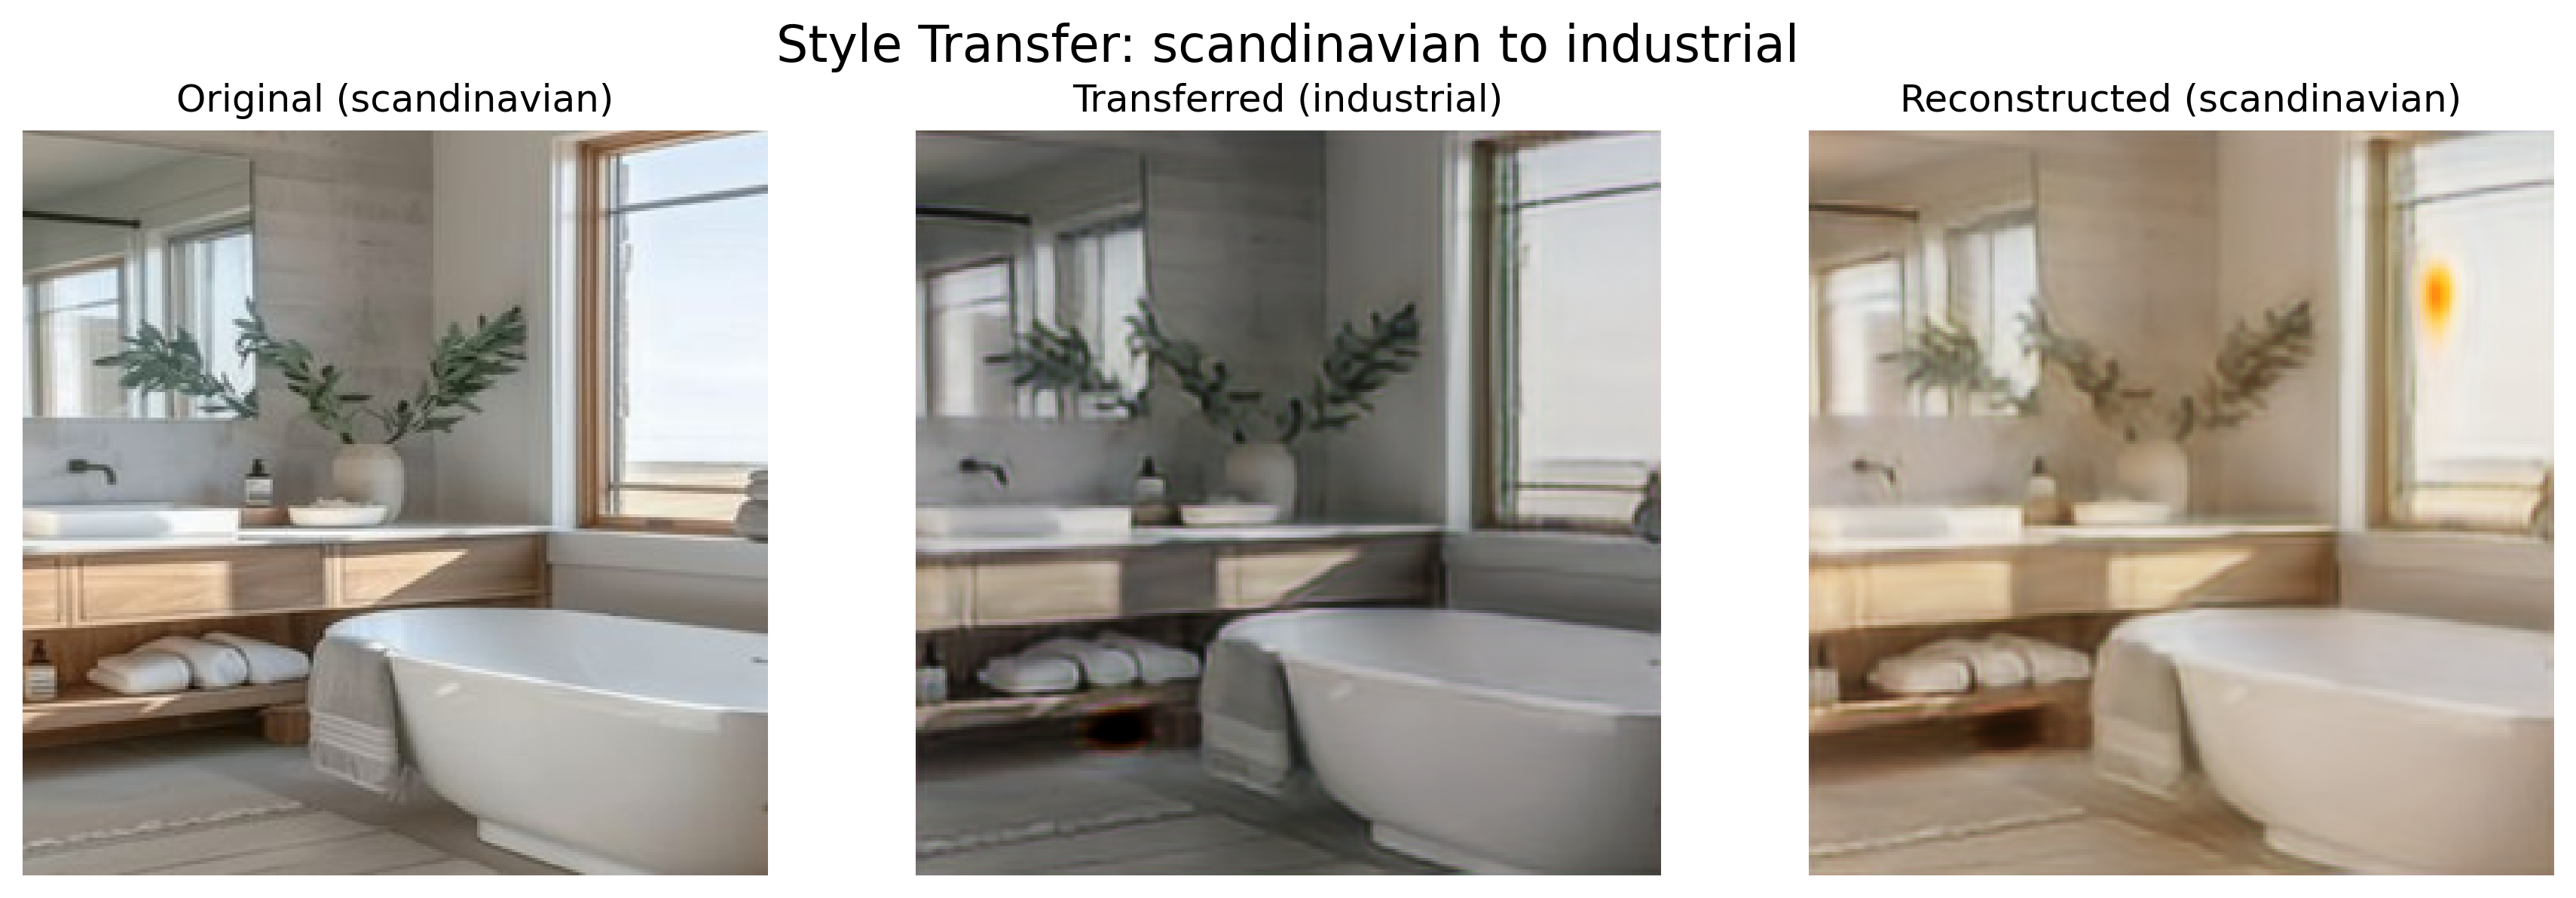 Style Transfer: scandinavian to industrial
Original (scandinavian)
Transferred (industrial)
Reconstructed (scandinavian)